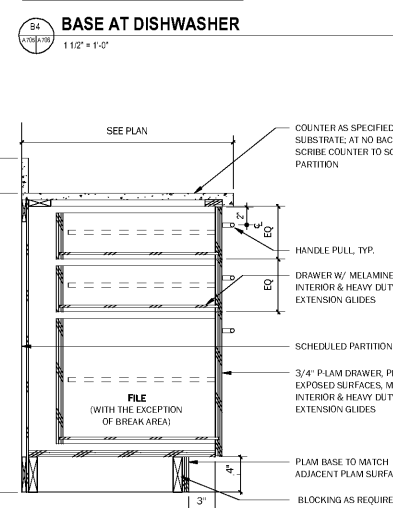 B4
A705 A706
BASE AT DISHWASHER
1 1/2" = 1'-0"
SEE PLAN
COUNTER AS SPECIFIED
SUBSTRATE; AT NO BAC
SCRIBE COUNTER TO SC
PARTITION
2"
EQ
HANDLE PULL, TYP.
EQ
DRAWER W/ MELAMINE
INTERIOR & HEAVY DUT
EXTENSION GLIDES
SCHEDULED PARTITION
3/4" P-LAM DRAWER, P
EXPOSED SURFACES, M
INTERIOR & HEAVY DUT
EXTENSION GLIDES
FILE
(WITH THE EXCEPTION
OF BREAK AREA)
PLAM BASE TO MATCH
ADJACENT PLAM SURFA
4"
3"
BLOCKING AS REQUIRE